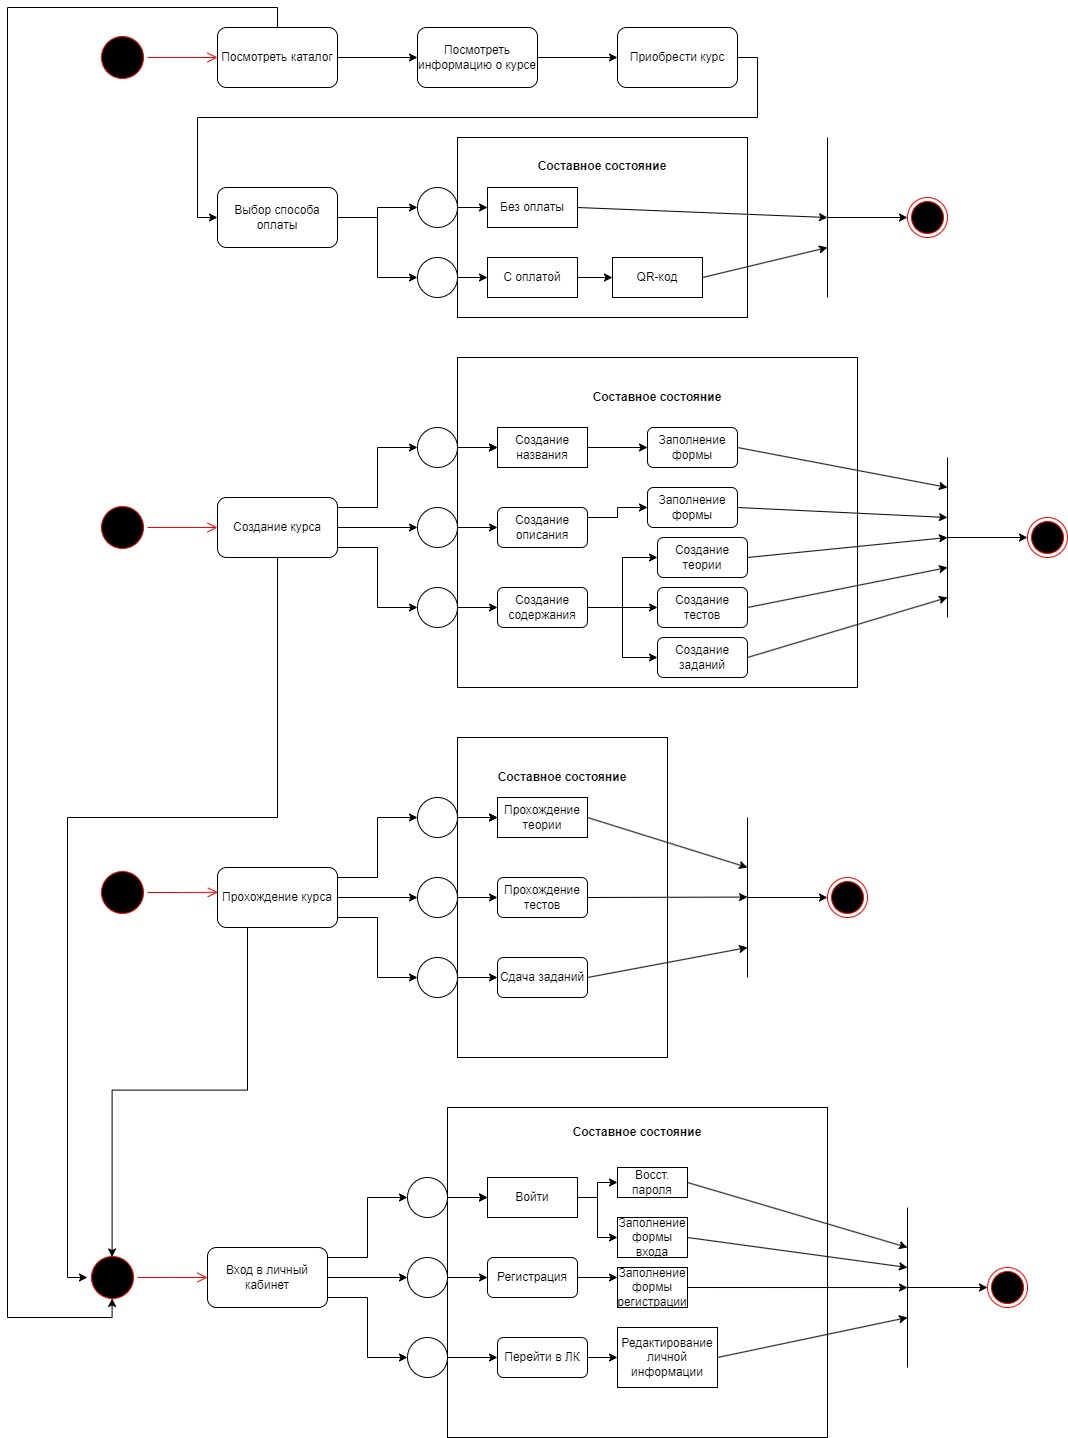 Посмотреть каталог
Посмотреть
информацию о курсе
Приобрести курс
Составное состояние
Выбор способа
оплаты
Без оплаты
С оплатой
QR-код
Составное состояние
Создание
названия
Заполнение
формы
Создание курса
Создание
описания
Заполнение
формы
Создание
теории
Создание
содержания
Создание
тестов
Создание
заданий
Составное состояние
Прохождение
теории
Прохождение курса
Прохождение
тестов
Сдача заданий
Составное состояние
Войти
Восст.
пароля
Заполнение
формы
входа
Вход в личный
кабинет
Регистрация
Заполнение
формы
регистрации
Перейти в ЛК
Редактирование
личной
информации